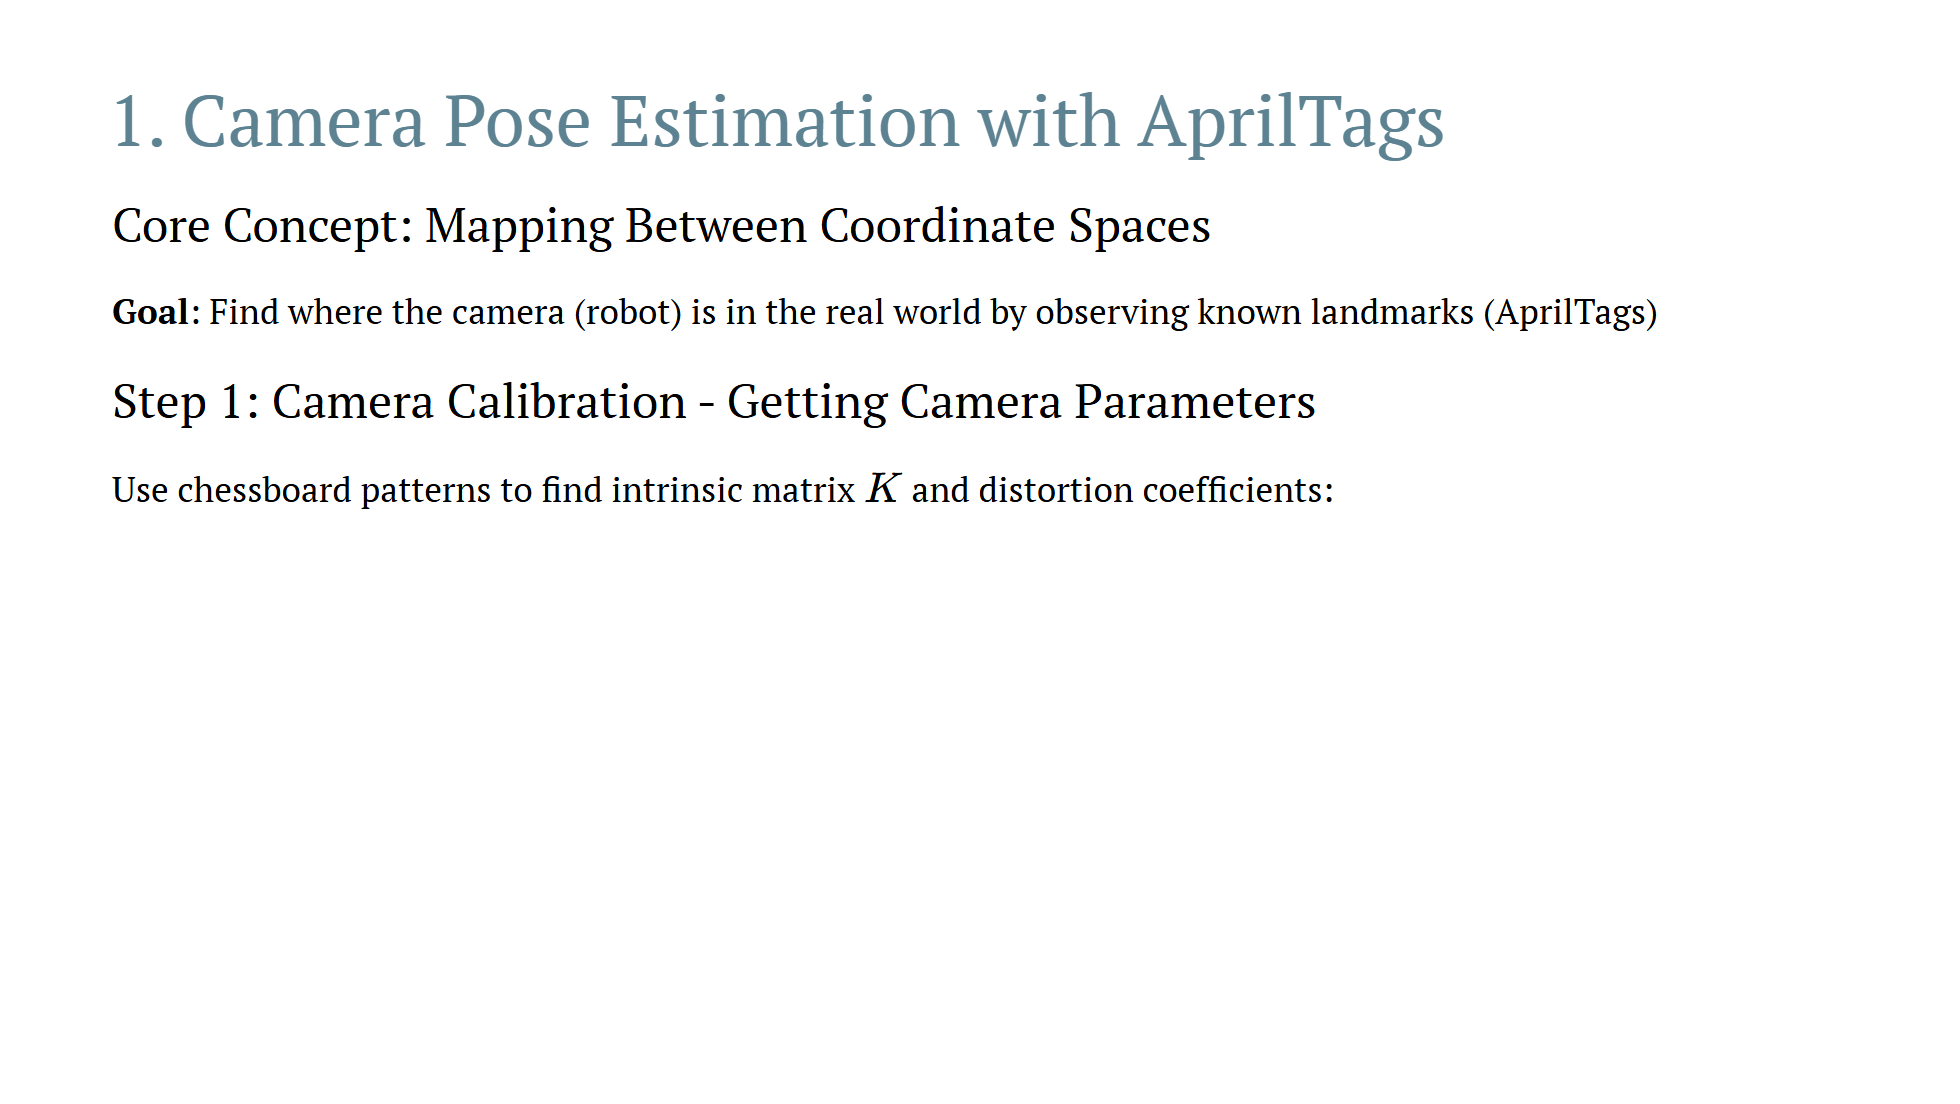 1. Camera Pose Estimation with AprilTags
Core Concept: Mapping Between Coordinate Spaces
Goal: Find where the camera (robot) is in the real world by observing known landmarks (AprilTags)
Step 1: Camera Calibration - Getting Camera Parameters
Use chessboard patterns to find intrinsic matrix K and distortion coefficients: